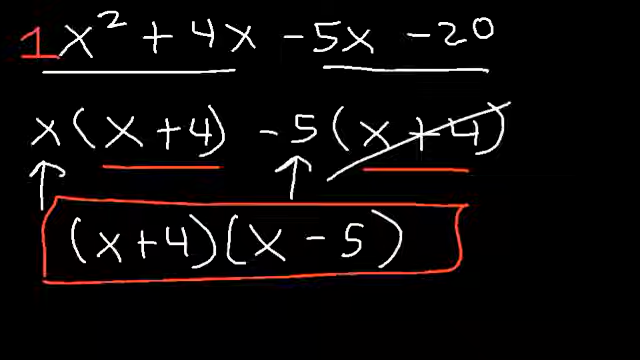 1x² + 4x - 5x - 20
x(x+4) - 5(x+4)
(x+4)(x-5)